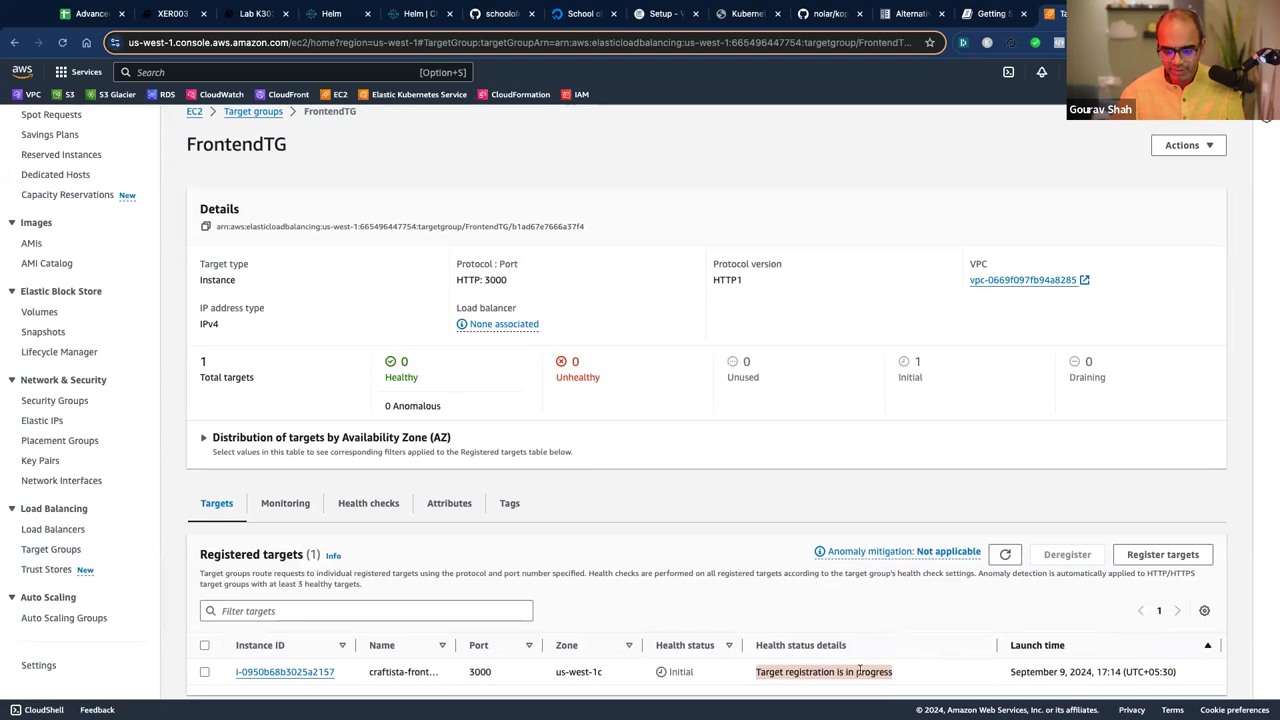 Advance
XER003
Lab K30
Helm
Helm | C
schoolof
School o
Setup -
Kubernet
nolar/kop
Alternati
Getting S
Ta
us-west-1.console.aws.amazon.com/ec2/home?region=us-west-1#TargetGroup:targetGroupArn=arn:aws:elasticloadbalancing:us-west-1:665496447754:targetgroup/FrontendT...
aws
Services
Search
[Option+S]
VPC
S3
S3 Glacier
RDS
CloudWatch
CloudFront
EC2
Elastic Kubernetes Service
CloudFormation
IAM
Gourav Shah
Spot Requests
Savings Plans
Reserved Instances
Dedicated Hosts
Capacity Reservations New
Images
AMIs
AMI Catalog
Elastic Block Store
Volumes
Snapshots
Lifecycle Manager
Network & Security
Security Groups
Elastic IPs
Placement Groups
Key Pairs
Network Interfaces
Load Balancing
Load Balancers
Target Groups
Trust Stores New
Auto Scaling
Auto Scaling Groups
Settings
EC2 > Target groups > FrontendTG
FrontendTG
Actions
Details
arn:aws:elasticloadbalancing:us-west-1:665496447754:targetgroup/FrontendTG/b1ad67e7666a37f4
Target type
Instance
Protocol : Port
HTTP: 3000
Protocol version
HTTP1
VPC
vpc-0669f097fb94a8285
IP address type
IPv4
Load balancer
None associated
1
Total targets
0
Healthy
0 Anomalous
0
Unhealthy
0
Unused
1
Initial
0
Draining
Distribution of targets by Availability Zone (AZ)
Select values in this table to see corresponding filters applied to the Registered targets table below.
Targets
Monitoring
Health checks
Attributes
Tags
Registered targets (1) Info
Anomaly mitigation: Not applicable
Deregister
Register targets
Target groups route requests to individual registered targets using the protocol and port number specified. Health checks are performed on all registered targets according to the target group's health check settings. Anomaly detection is automatically applied to HTTP/HTTPS
target groups with at least 3 healthy targets.
Filter targets
1
Instance ID
Name
Port
Zone
Health status
Health status details
Launch time
i-0950b68b3025a2157
craftista-front...
3000
us-west-1c
Initial
Target registration is in progress
September 9, 2024, 17:14 (UTC+05:30)
CloudShell
Feedback
© 2024, Amazon Web Services, Inc. or its affiliates.
Privacy
Terms
Cookie preferences